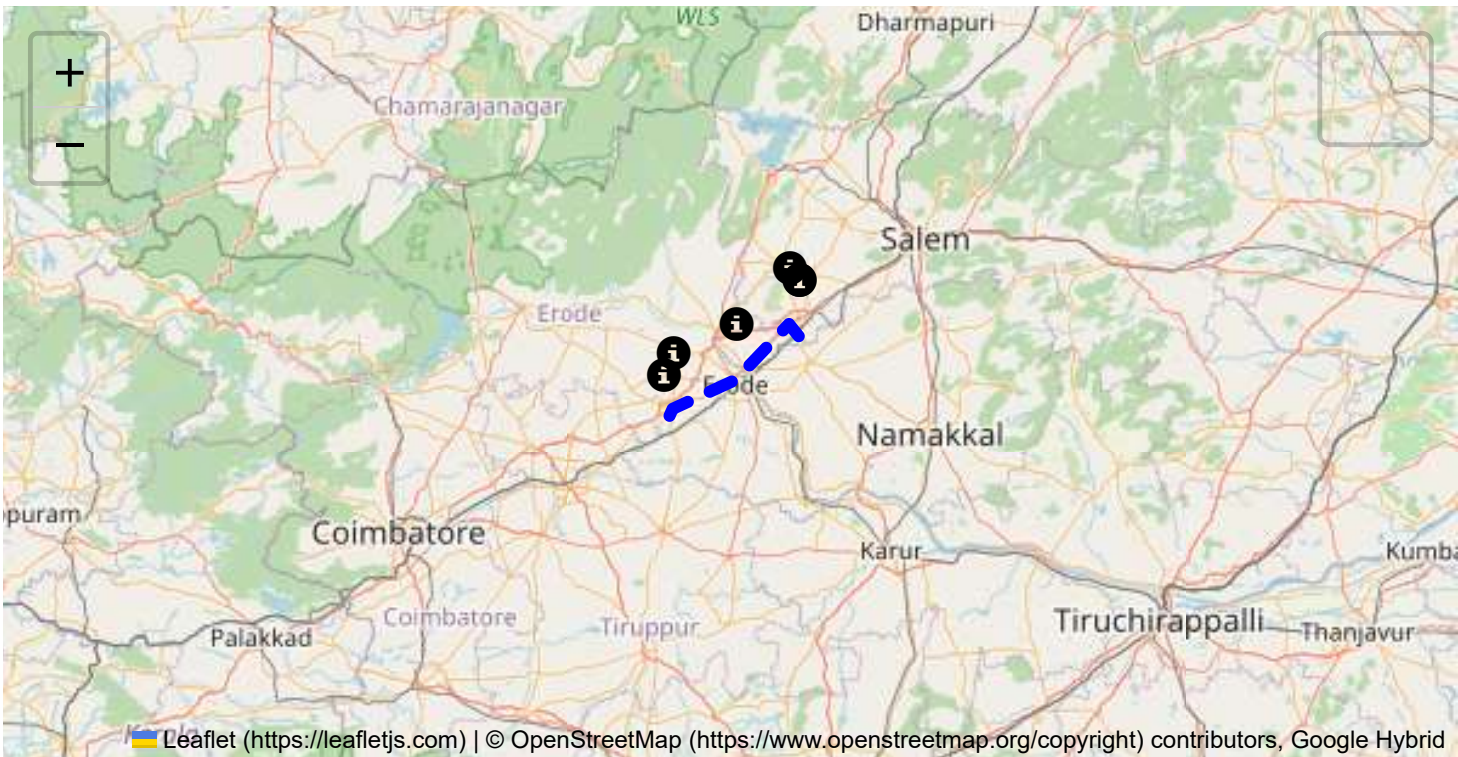 WLS
Dharmapuri
+
Chamarajanagar
−
Salem
Erode
i
i
i
i
Erode
Namakkal
puram
Coimbatore
Karur
Kumba
Coimbatore
Tiruppur
Tiruchirappalli
Palakkad
Thanjavur
Leaflet (https://leafletjs.com) | © OpenStreetMap (https://www.openstreetmap.org/copyright) contributors, Google Hybrid